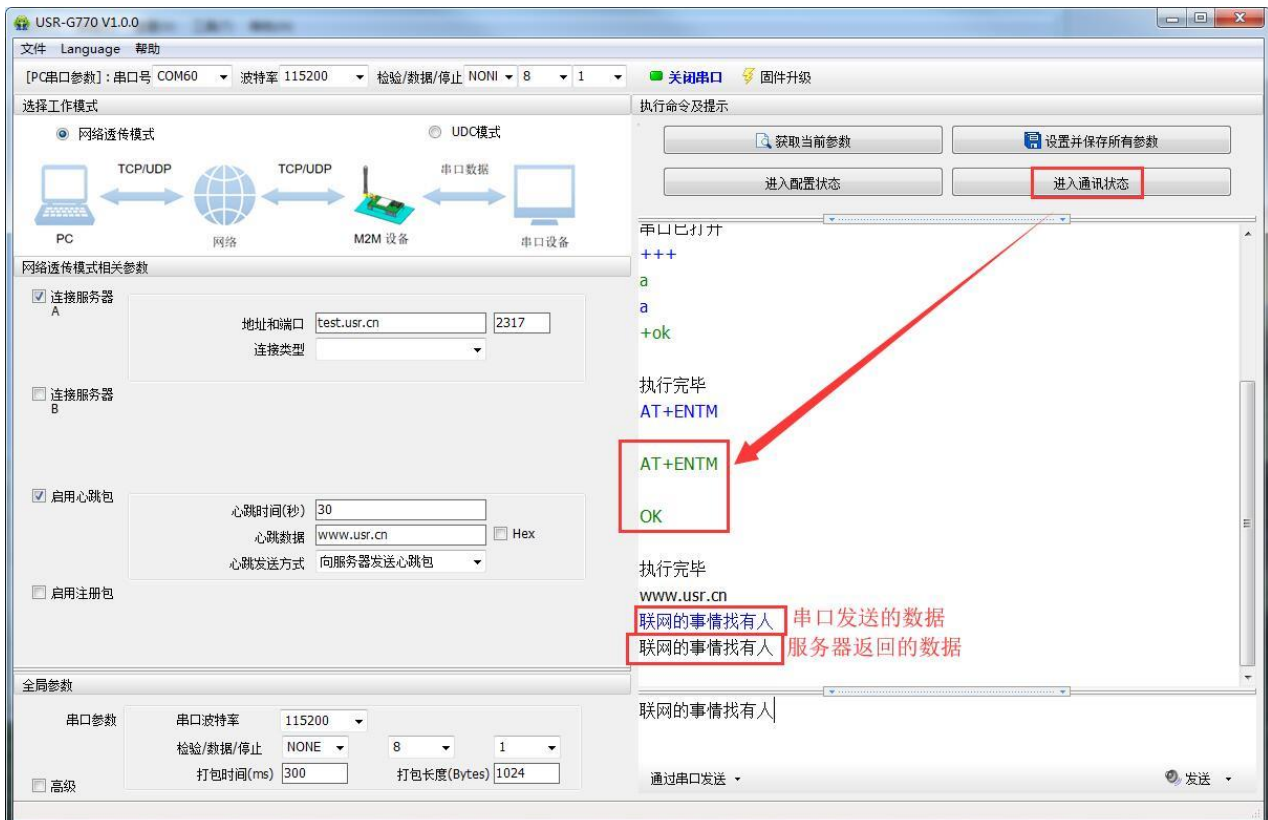 USR-G770 V1.0.0
文件 Language 帮助
[PC串口参数]：串口号 COM60 波特率 115200 检验/数据/停止 NONI 8 1 关闭串口 固件升级
选择工作模式
网络透传模式 UDC模式
TCP/UDP TCP/UDP 串口数据
PC 网络 M2M 设备 串口设备
网络透传模式相关参数
连接服务器
A
地址和端口 test.usr.cn 2317
连接类型
连接服务器
B
启用心跳包
心跳时间(秒) 30
心跳数据 www.usr.cn Hex
心跳发送方式 向服务器发送心跳包
启用注册包
全局参数
串口参数 串口波特率 115200
检验/数据/停止 NONE 8 1
打包时间(ms) 300 打包长度(Bytes) 1024
高级
执行命令及提示
获取当前参数 设置并保存所有参数
进入配置状态 进入通讯状态
串口已打开
+++
a
a
+ok
执行完毕
AT+ENTM
AT+ENTM
OK
执行完毕
www.usr.cn
联网的事情找有人 串口发送的数据
联网的事情找有人 服务器返回的数据
联网的事情找有人
通过串口发送 发送